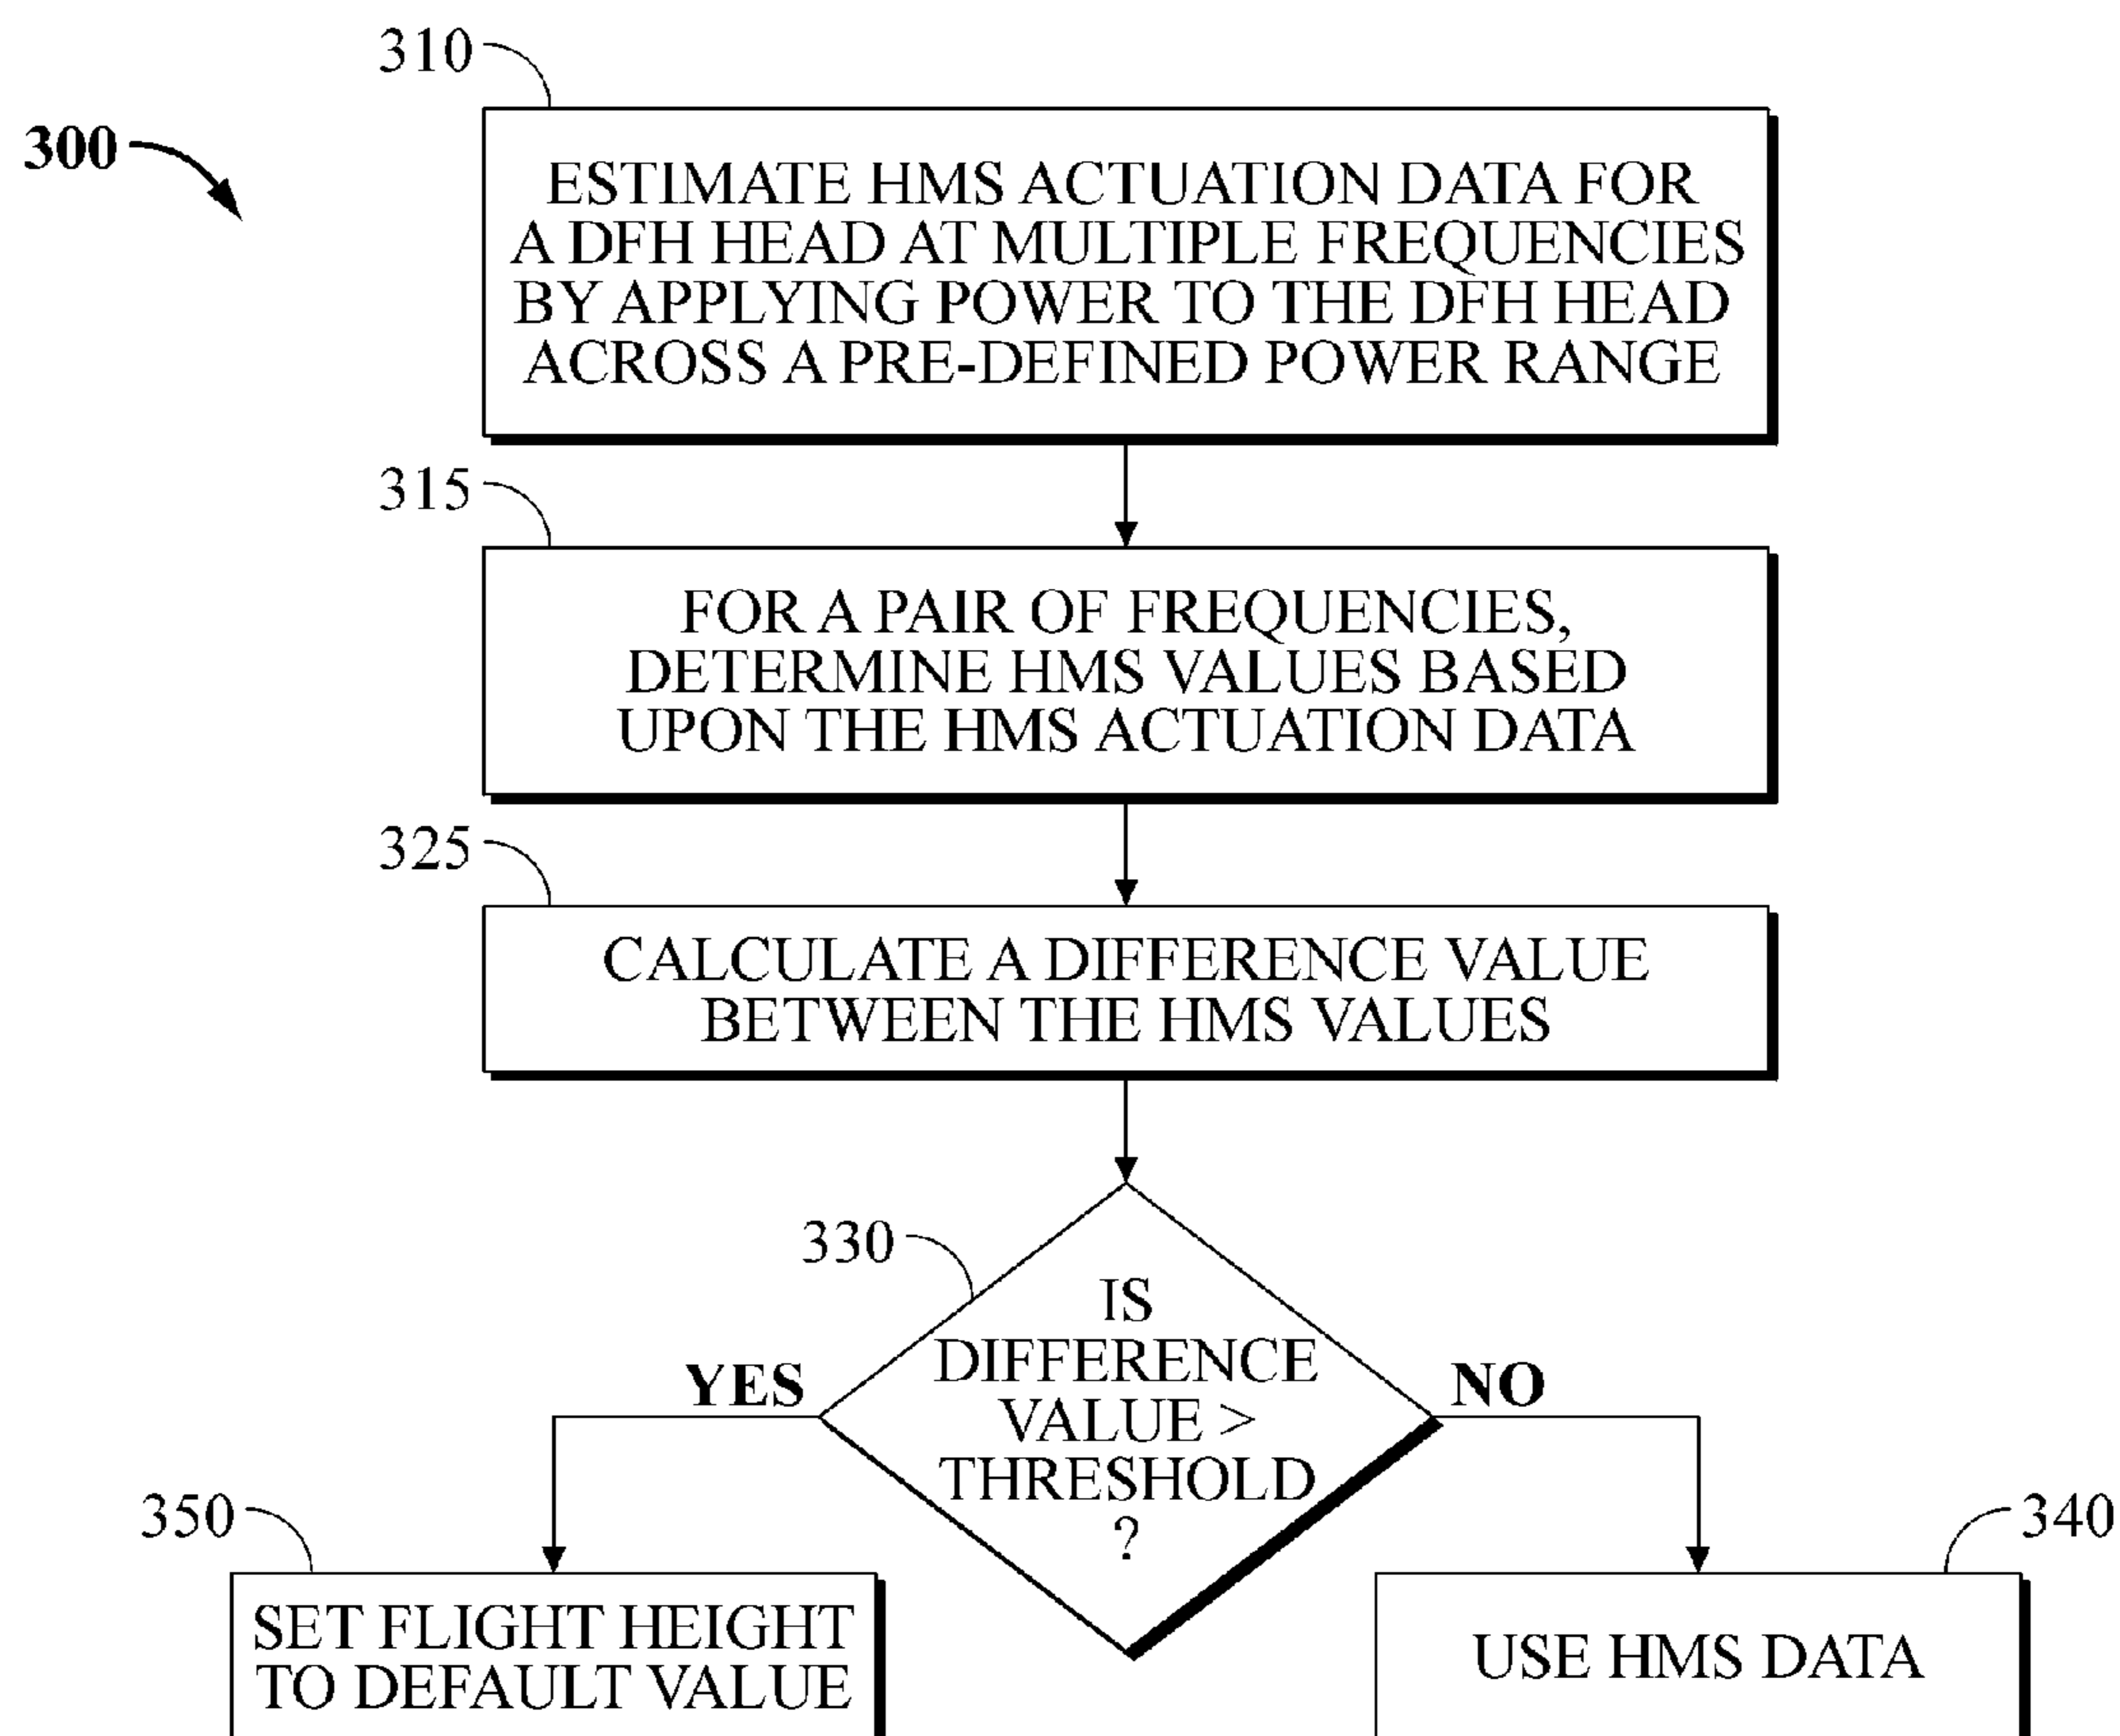 310
300
ESTIMATE HMS ACTUATION DATA FOR
A DFH HEAD AT MULTIPLE FREQUENCIES
BY APPLYING POWER TO THE DFH HEAD
ACROSS A PRE-DEFINED POWER RANGE
315
FOR A PAIR OF FREQUENCIES,
DETERMINE HMS VALUES BASED
UPON THE HMS ACTUATION DATA
325
CALCULATE A DIFFERENCE VALUE
BETWEEN THE HMS VALUES
330
IS
DIFFERENCE
VALUE >
THRESHOLD
?
YES
NO
350
SET FLIGHT HEIGHT
TO DEFAULT VALUE
340
USE HMS DATA